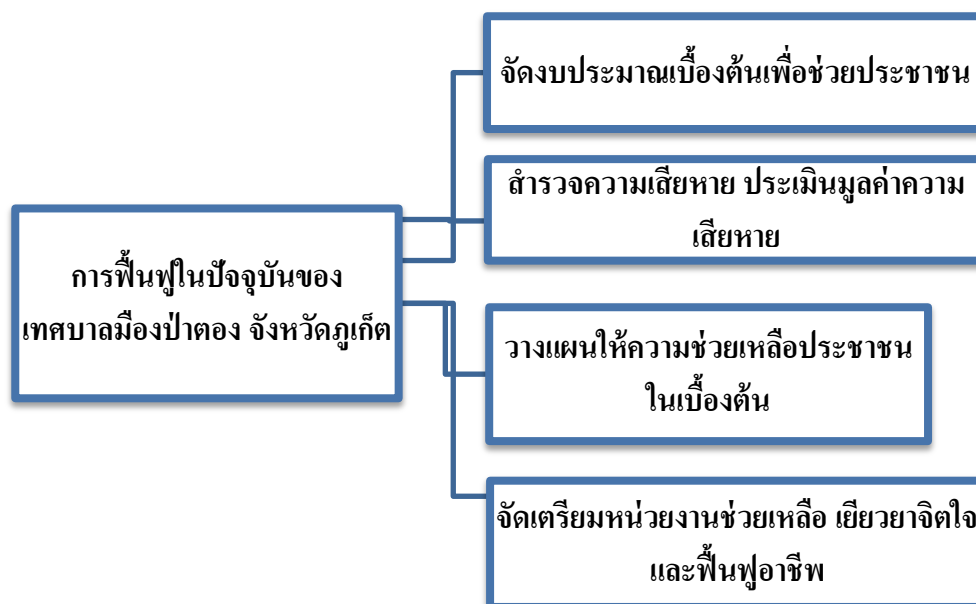 จัดงบประมาณเบื้องต้นเพื่อช่วยประชาชน
สำรวจความเสียหาย ประเมินมูลค่าความ
เสียหาย
การฟื้นฟูในปัจจุบันของ
เทศบาลมืองป่าตอง จังหวัดภูเก็ต
วางแผนให้ความช่วยเหลือประชาชน
ในเบื้องต้น
จัดเตรียมหน่วยงานช่วยเหลือ เยียวยาจิตใจ
และฟื้นฟูอาชีพ